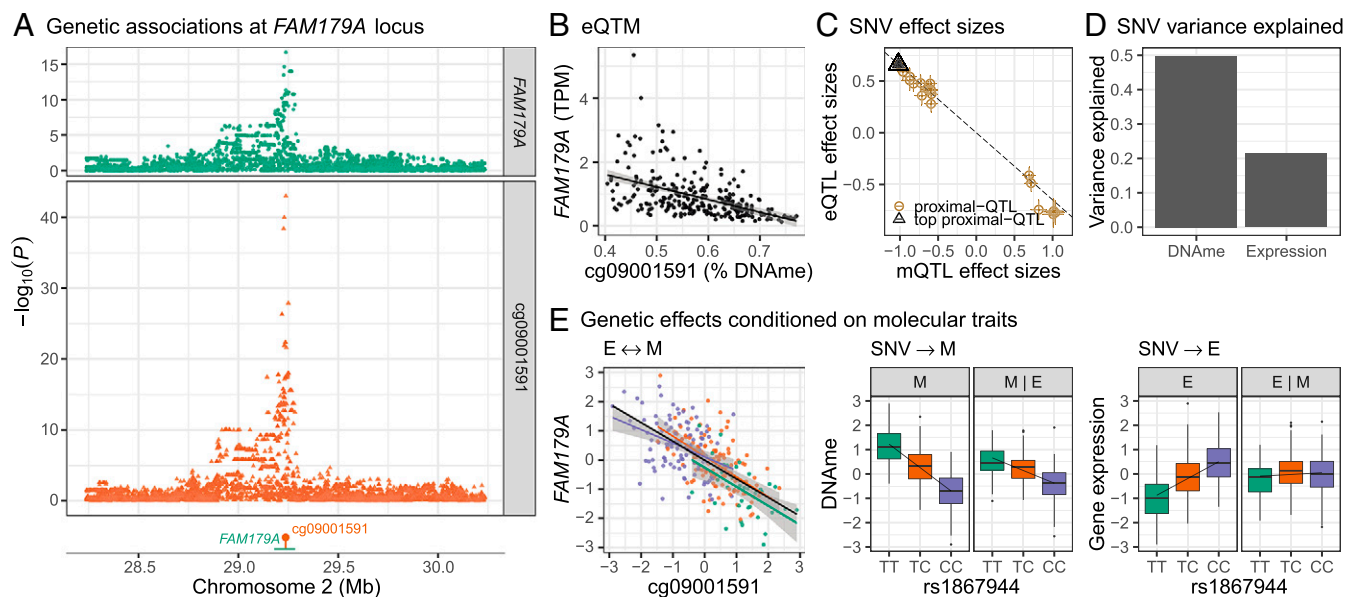 A Genetic associations at FAM179A locus
15
10
5
0
FAM179A
40
30
20
10
0
cg09001591
−log10(P)
FAM179A
cg09001591
28.5 29.0 29.5 30.0
Chromosome 2 (Mb)
B eQTM
FAM179A (TPM)
4
2
0
0.4 0.5 0.6 0.7
cg09001591 (% DNAme)
C SNV effect sizes
eQTL effect sizes
0.5
0.0
−0.5
proximal−QTL
top proximal−QTL
−1.0 −0.5 0.0 0.5 1.0
mQTL effect sizes
D SNV variance explained
Variance explained
0.5
0.4
0.3
0.2
0.1
0.0
DNAme Expression
E Genetic effects conditioned on molecular traits
E ↔ M
FAM179A
3
2
1
0
−1
−2
−3
−3 −2 −1 0 1 2 3
cg09001591
SNV → M
M M | E
DNAme
3
2
1
0
−1
−2
−3
TT TC CC TT TC CC
rs1867944
SNV → E
E E | M
Gene expression
3
2
1
0
−1
−2
−3
TT TC CC TT TC CC
rs1867944